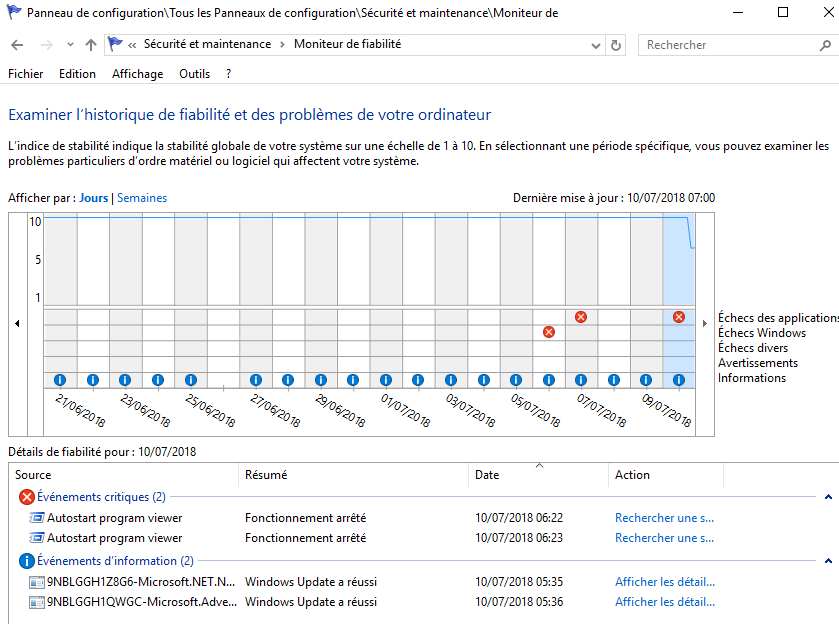 Panneau de configuration\Tous les Panneaux de configuration\Sécurité et maintenance\Moniteur de
« Sécurité et maintenance > Moniteur de fiabilité
Rechercher
Fichier Edition Affichage Outils ?
Examiner l'historique de fiabilité et des problèmes de votre ordinateur
L'indice de stabilité indique la stabilité globale de votre système sur une échelle de 1 à 10. En sélectionnant une période spécifique, vous pouvez examiner les
problèmes particuliers d'ordre matériel ou logiciel qui affectent votre système.
Afficher par : Jours | Semaines
Dernière mise à jour : 10/07/2018 07:00
10
5
1
Échecs des applications
Échecs Windows
Échecs divers
Avertissements
Informations
21/06/2018
23/06/2018
25/06/2018
27/06/2018
29/06/2018
01/07/2018
03/07/2018
05/07/2018
07/07/2018
09/07/2018
Détails de fiabilité pour : 10/07/2018
Source Résumé Date Action
Événements critiques (2)
Autostart program viewer Fonctionnement arrêté 10/07/2018 06:22 Rechercher une s...
Autostart program viewer Fonctionnement arrêté 10/07/2018 06:23 Rechercher une s...
Événements d'information (2)
9NBLGGH1Z8G6-Microsoft.NET.N... Windows Update a réussi 10/07/2018 05:35 Afficher les détail...
9NBLGGH1QWGC-Microsoft.Adve... Windows Update a réussi 10/07/2018 05:36 Afficher les détail...